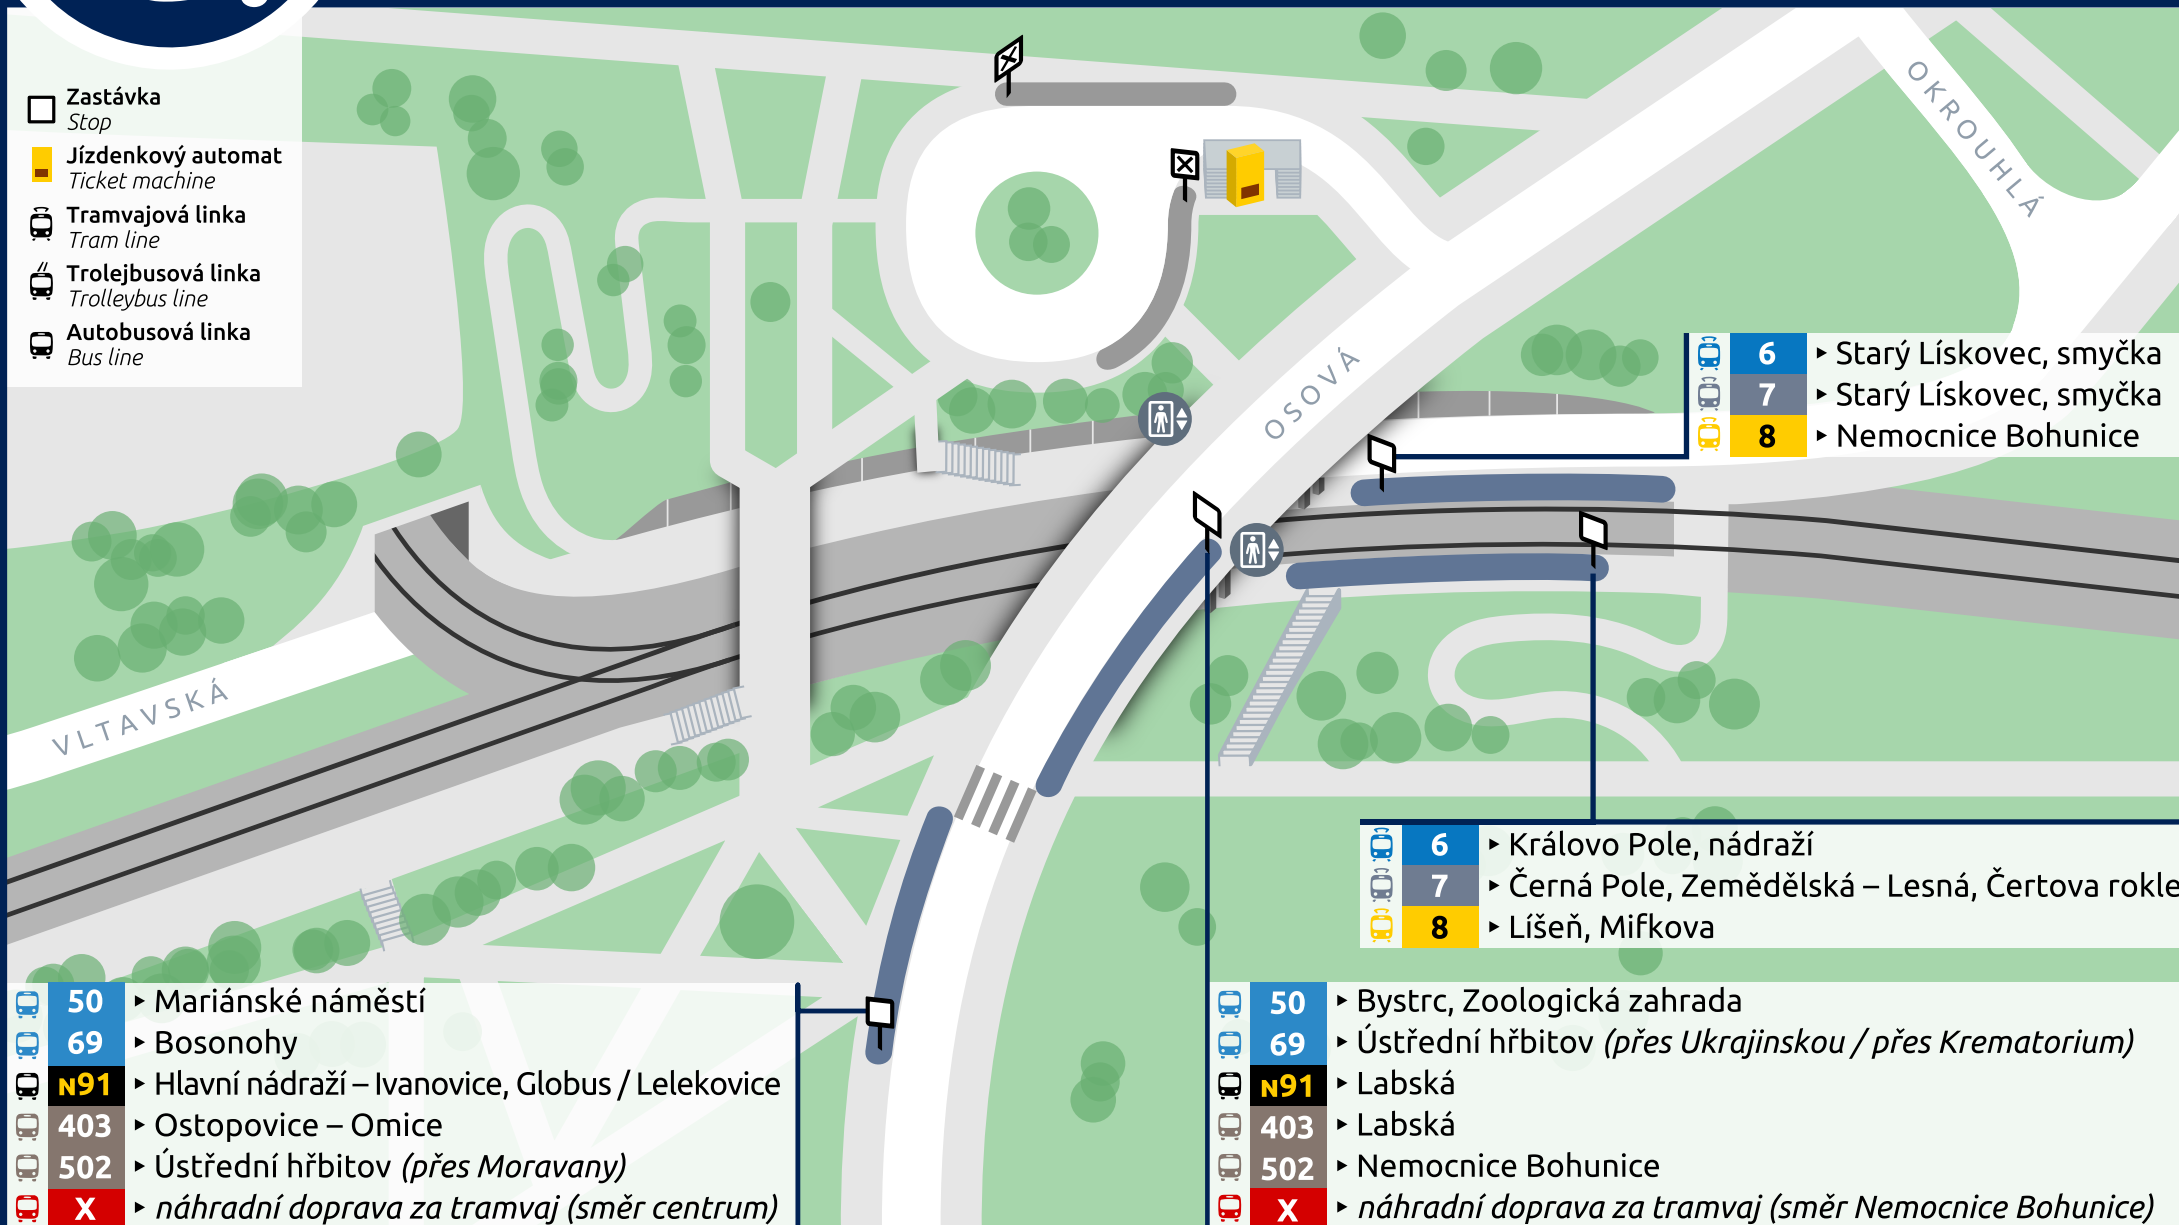 Zastávka
Stop
Jízdenkový automat
Ticket machine
Tramvajová linka
Tram line
Trolejbusová linka
Trolleybus line
Autobusová linka
Bus line
OKROUHLÁ
OSOVÁ
VLTAVSKÁ
6 ▸ Starý Lískovec, smyčka
7 ▸ Starý Lískovec, smyčka
8 ▸ Nemocnice Bohunice
6 ▸ Královo Pole, nádraží
7 ▸ Černá Pole, Zemědělská – Lesná, Čertova rokle
8 ▸ Líšeň, Mifkova
50 ▸ Mariánské náměstí
69 ▸ Bosonohy
N91 ▸ Hlavní nádraží – Ivanovice, Globus / Lelekovice
403 ▸ Ostopovice – Omice
502 ▸ Ústřední hřbitov (přes Moravany)
X ▸ náhradní doprava za tramvaj (směr centrum)
50 ▸ Bystrc, Zoologická zahrada
69 ▸ Ústřední hřbitov (přes Ukrajinskou / přes Krematorium)
N91 ▸ Labská
403 ▸ Labská
502 ▸ Nemocnice Bohunice
X ▸ náhradní doprava za tramvaj (směr Nemocnice Bohunice)